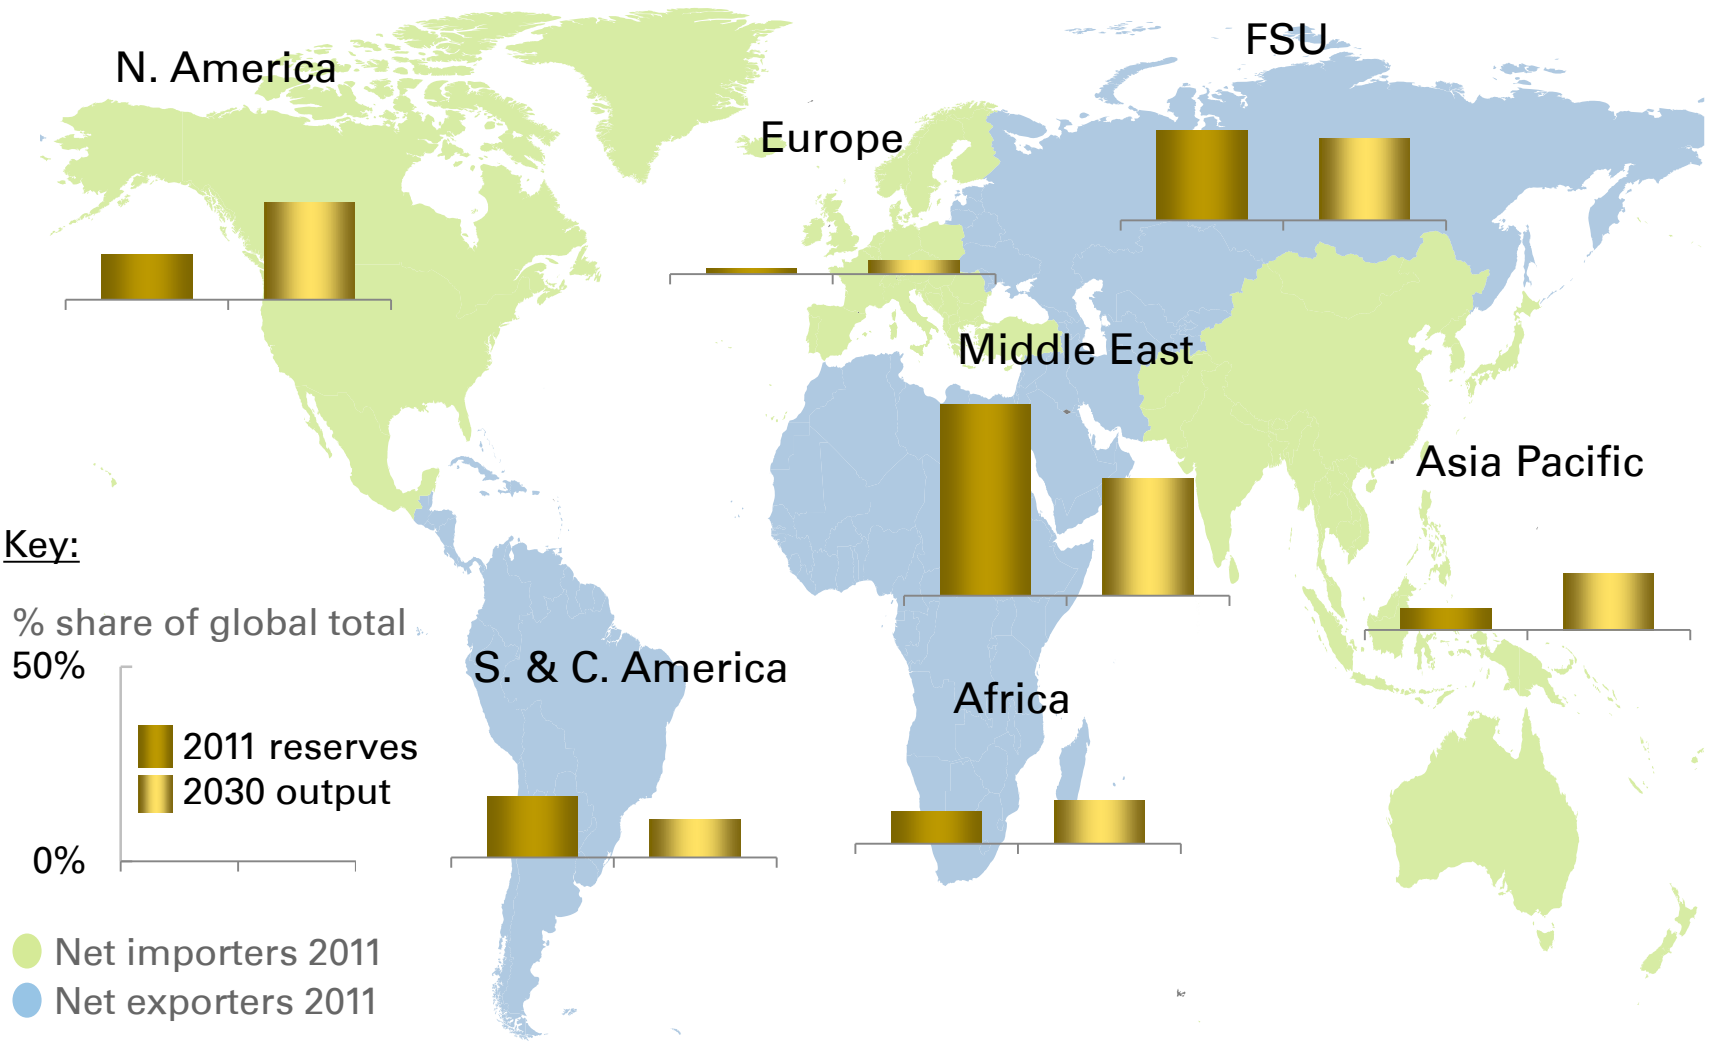 FSU
N. America
Europe
Middle East
Asia Pacific
Key:
% share of global total
50%
S. & C. America
Africa
2011 reserves
2030 output
0%
Net importers 2011
Net exporters 2011